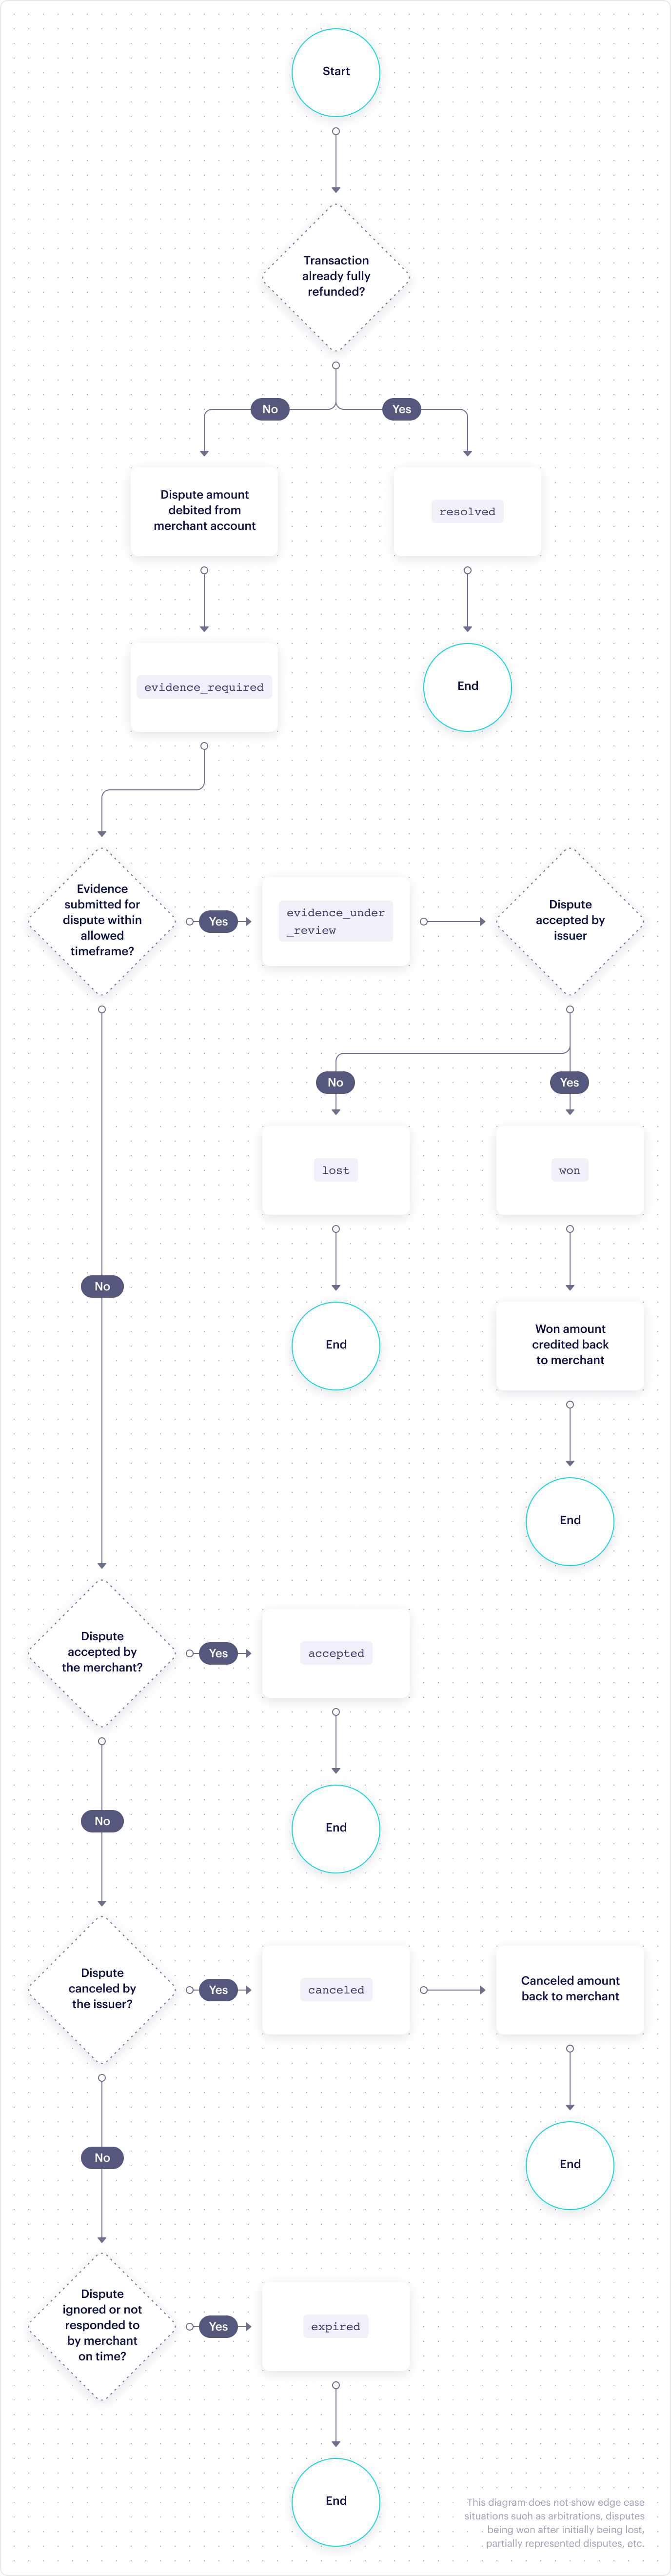 Start
Transaction
already fully
refunded?
No
Yes
Dispute amount
debited from
merchant account
resolved
evidence_required
End
Evidence
submitted for
dispute within
allowed
timeframe?
Yes
evidence_under
_review
Dispute
accepted by
issuer
No
Yes
lost
won
No
End
Won amount
credited back
to merchant
End
Dispute
accepted by
the merchant?
Yes
accepted
No
End
Dispute
canceled by
the issuer?
Yes
canceled
Canceled amount
back to merchant
No
End
Dispute
ignored or not
responded to
by merchant
on time?
Yes
expired
End
This diagram does not show edge case
situations such as arbitrations, disputes
being won after initially being lost,
partially represented disputes, etc.